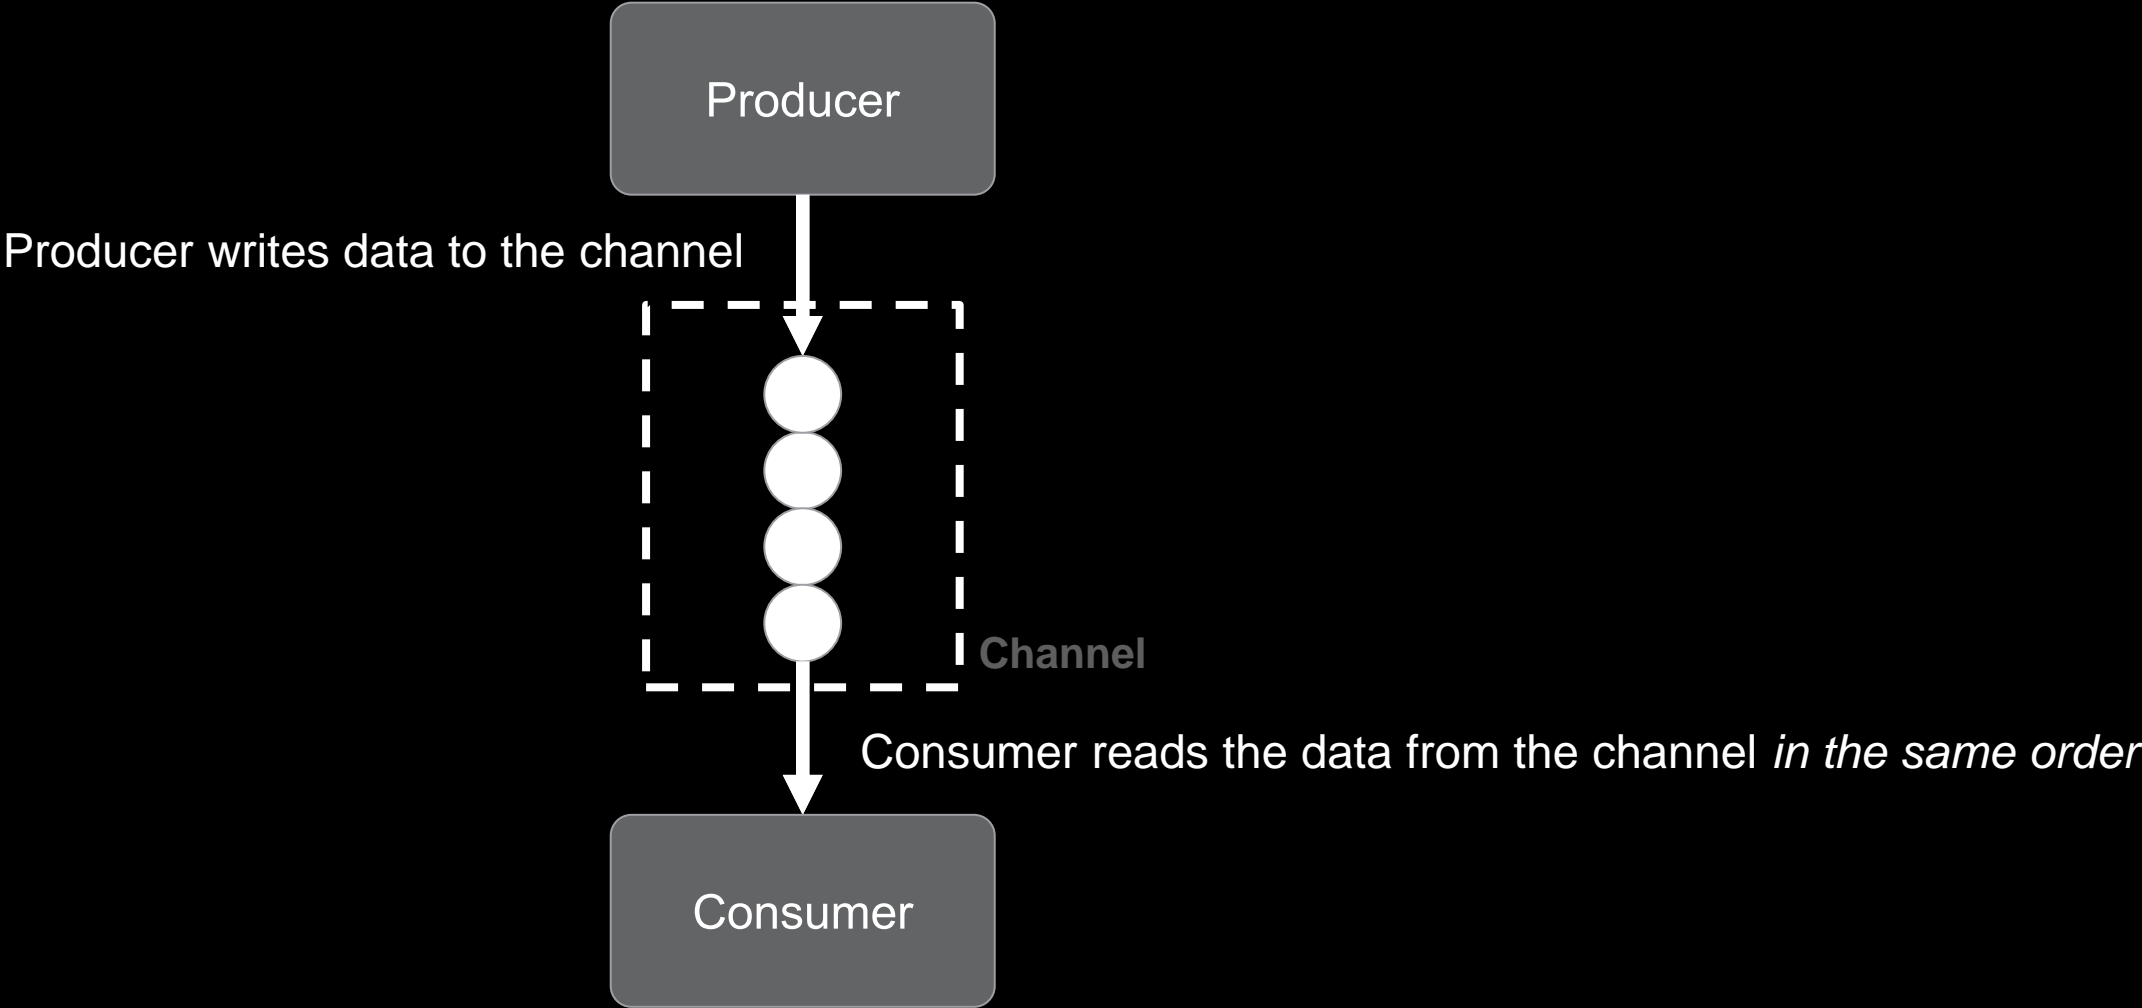 Producer
Producer writes data to the channel
Channel
Consumer reads the data from the channel in the same order
Consumer